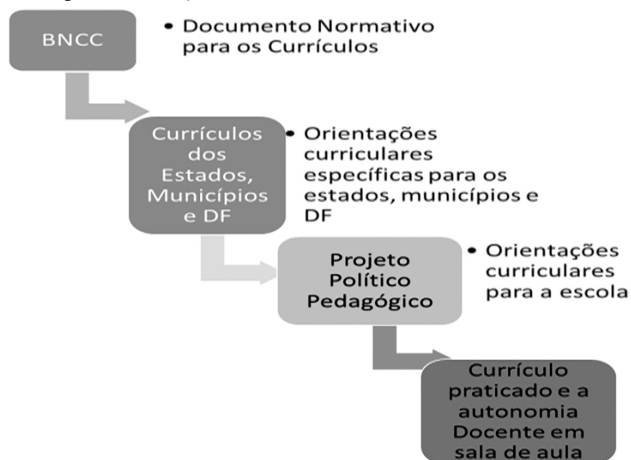 BNCC
• Documento Normativo
para os Currículos
Currículos
dos
Estados,
Municípios
e DF
• Orientações
curriculares
específicas para os
estados, municípios e
DF
Projeto
Político
Pedagógico
• Orientações
curriculares
para a escola
Currículo
praticado e a
autonomia
Docente em
sala de aula